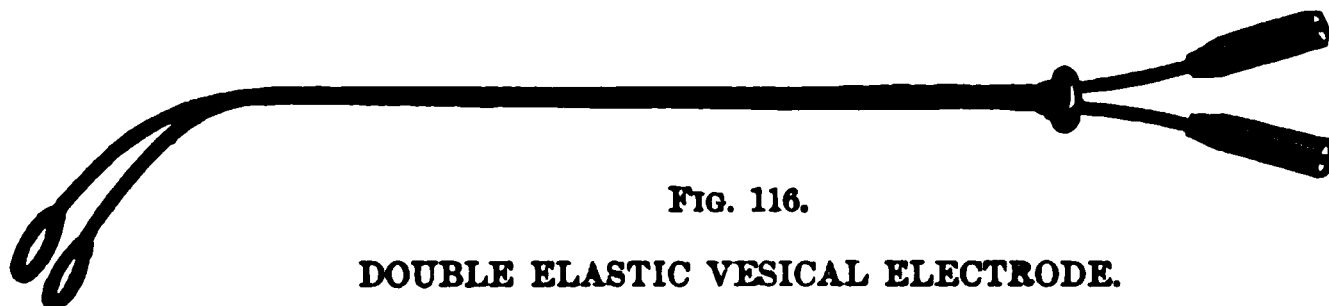 FIG. 116.
DOUBLE ELASTIC VESICAL ELECTRODE.